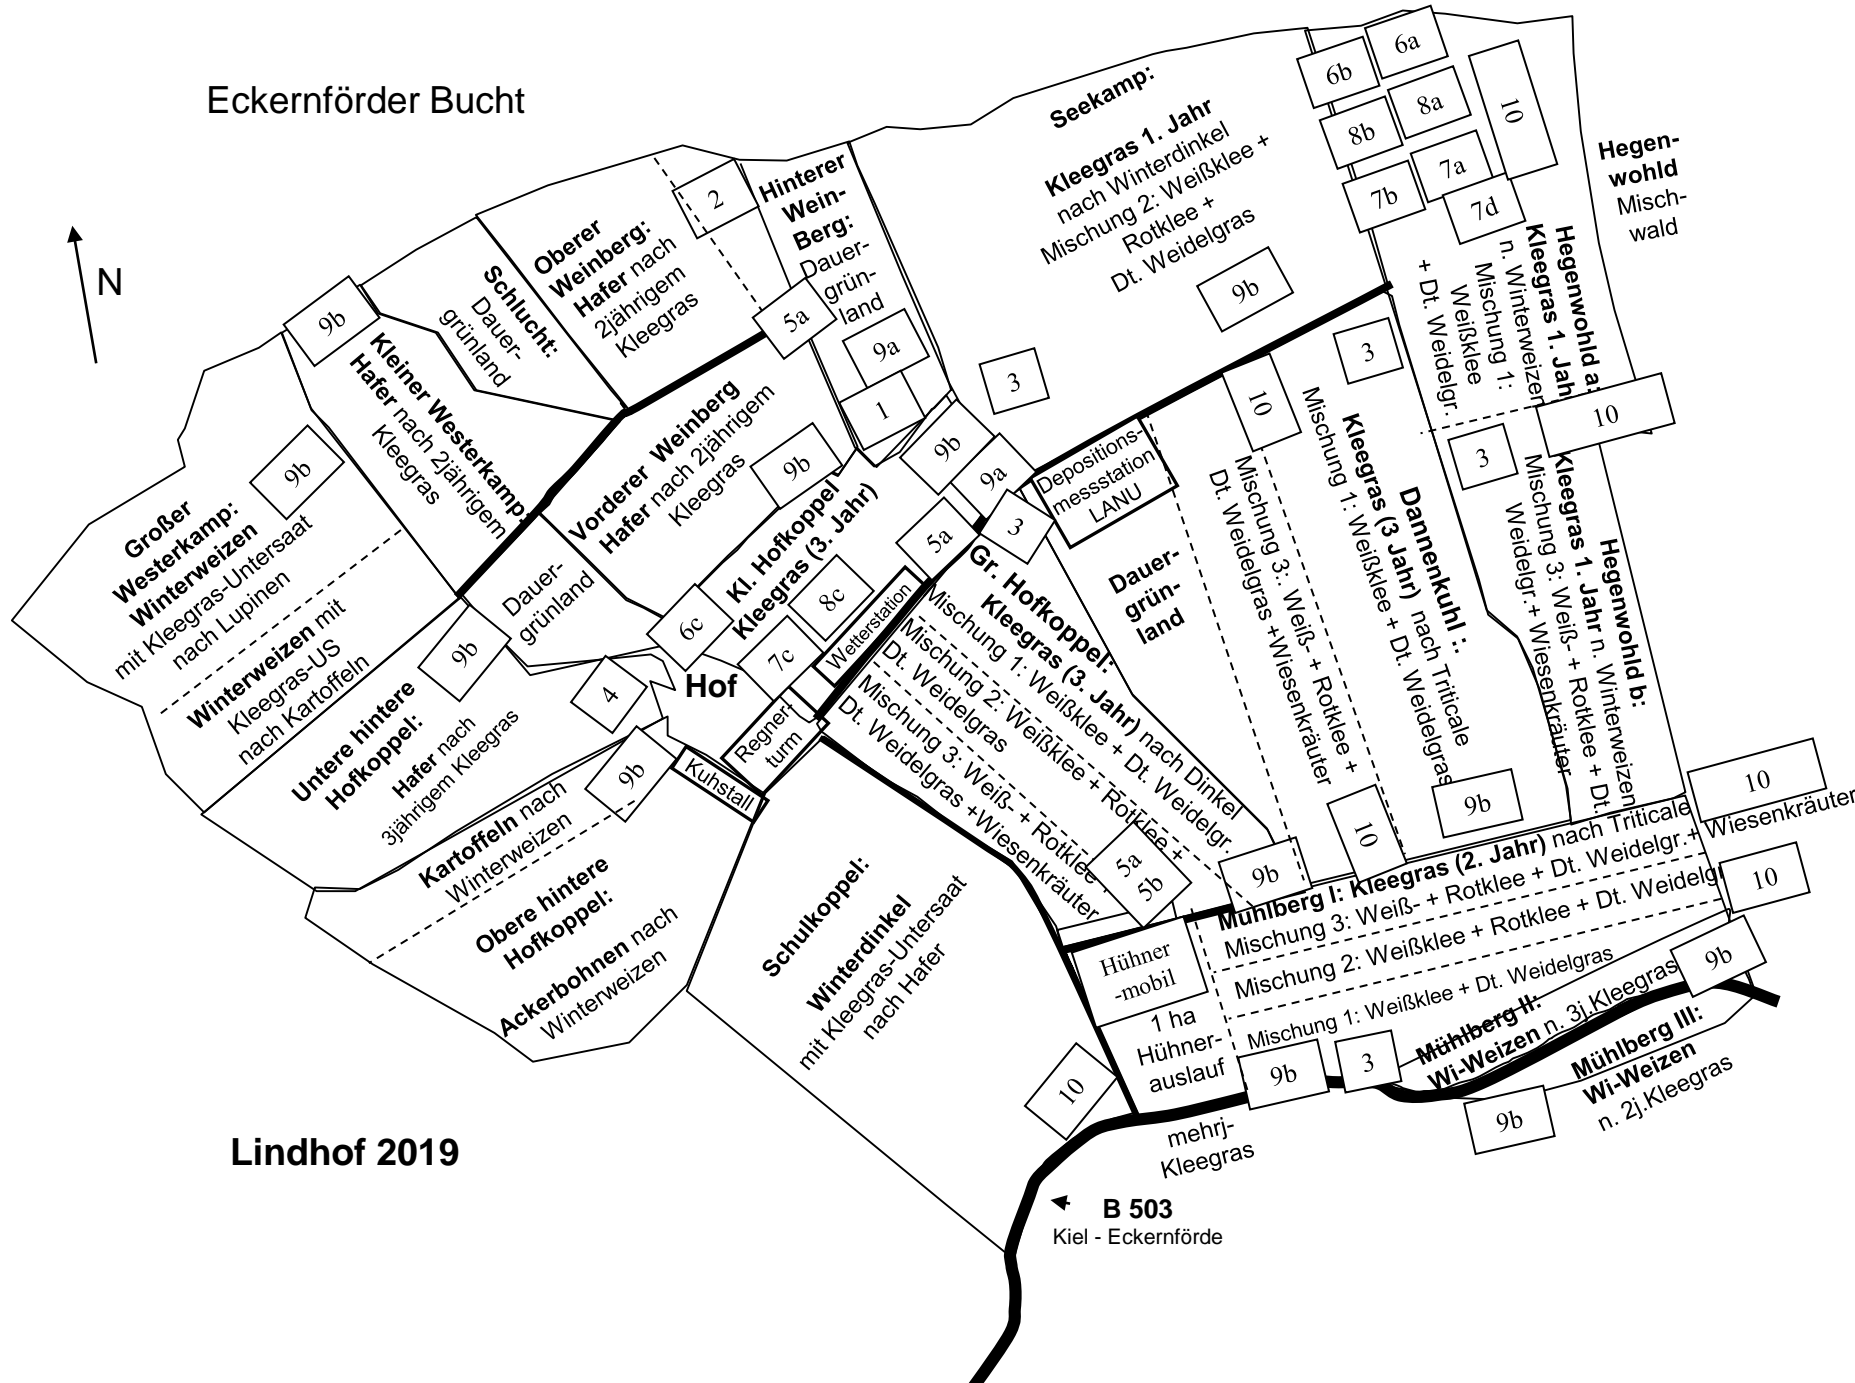 Eckernförder Bucht
N
Lindhof 2019
Großer
Westerkamp:
Winterweizen
mit Kleegras-Untersaat
nach Lupinen
Winterweizen mit
Kleegras-US
nach Kartoffeln
9b
9b
Kleiner Westerkamp:
Hafer nach 2jährigem
Kleegras
Schlucht:
Dauer-
grünland
Oberer
Weinberg:
Hafer nach
2jährigem
Kleegras
2
5a
Hinterer
Wein-
Berg:
Dauer-
grün-
land
9a
1
Vorderer Weinberg
Hafer nach 2jährigem
Kleegras
9b
Dauer-
grünland
Untere hintere
Hofkoppel:
Hafer nach
3jährigem Kleegras
9b
4
Kl. Hofkoppel
Kleegras (3. Jahr)
6c
7c
8c
5a
9b
9a
3
3
Wetterstation
Hof
Regner-
turm
Kuhstall
9b
Kartoffeln nach
Winterweizen
Obere hintere
Hofkoppel:
Ackerbohnen nach
Winterweizen
Schulkoppel:
Winterdinkel
mit Kleegras-Untersaat
nach Hafer
10
Seekamp:
Kleegras 1. Jahr
nach Winterdinkel
Mischung 2: Weißklee +
Rotklee +
Dt. Weidelgras
9b
6b
6a
8b
8a
7b
7a
7d
10
Hegen-
wohld
Misch-
wald
Hegenwohld a:
Kleegras 1. Jahr
n. Winterweizen
Mischung 1:
Weißklee
+ Dt. Weidelgr.
10
3
Hegenwohld b:
Kleegras 1. Jahr n. Winterweizen
Mischung 3: Weiß- + Rotklee + Dt.
Weidelgr.+ Wiesenkräuter
Depositions-
messstation
LANU
Dauer-
grün-
land
10
3
Dannenkuhl :
Kleegras (3 Jahr) nach Triticale
Mischung 1: Weißklee + Dt. Weidelgras
Mischung 3:. Weiß- + Rotklee +
Dt. Weidelgras +Wiesenkräuter
10
9b
Gr. Hofkoppel:
Kleegras (3. Jahr) nach Dinkel
Mischung 1: Weißklee + Dt. Weidelgr.
Mischung 2: Weißklee + Rotklee +
Dt. Weidelgras
Mischung 3: Weiß- + Rotklee +
Dt. Weidelgras +Wiesenkräuter
5a
5b
9b
Mühlberg I: Kleegras (2. Jahr) nach Triticale
Mischung 3: Weiß- + Rotklee + Dt. Weidelgr.+ Wiesenkräuter
Mischung 2: Weißklee + Rotklee + Dt. Weidelgr
Mischung 1: Weißklee + Dt. Weidelgras
10
10
9b
Hühner
-mobil
1 ha
Hühner-
auslauf
9b
3
Mühlberg II:
Wi-Weizen n. 3j.Kleegras
Mühlberg III:
Wi-Weizen
n. 2j.Kleegras
9b
mehrj-
Kleegras
B 503
Kiel - Eckernförde